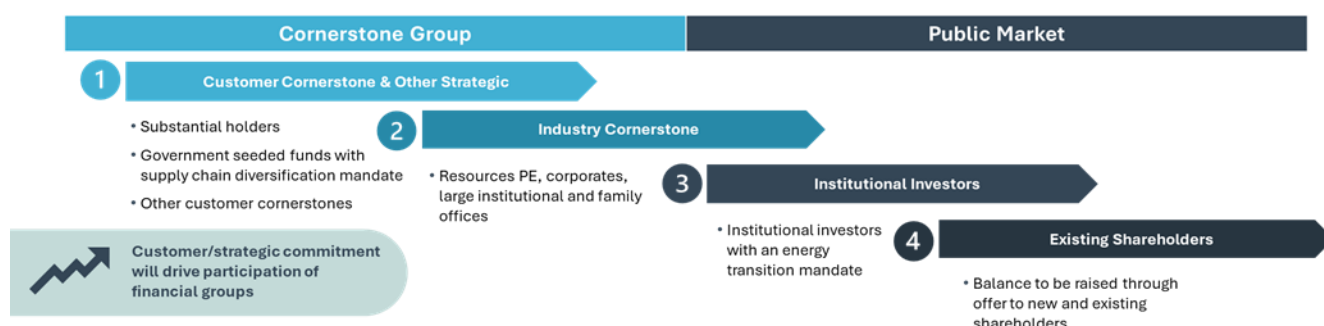 Cornerstone Group
Public Market
1
Customer Cornerstone & Other Strategic
• Substantial holders
• Government seeded funds with
supply chain diversification mandate
• Other customer cornerstones
2
Industry Cornerstone
• Resources PE, corporates,
large institutional and family
offices
3
Institutional Investors
• Institutional investors
with an energy
transition mandate
4
Existing Shareholders
• Balance to be raised through
offer to new and existing
shareholders
Customer/strategic commitment
will drive participation of
financial groups